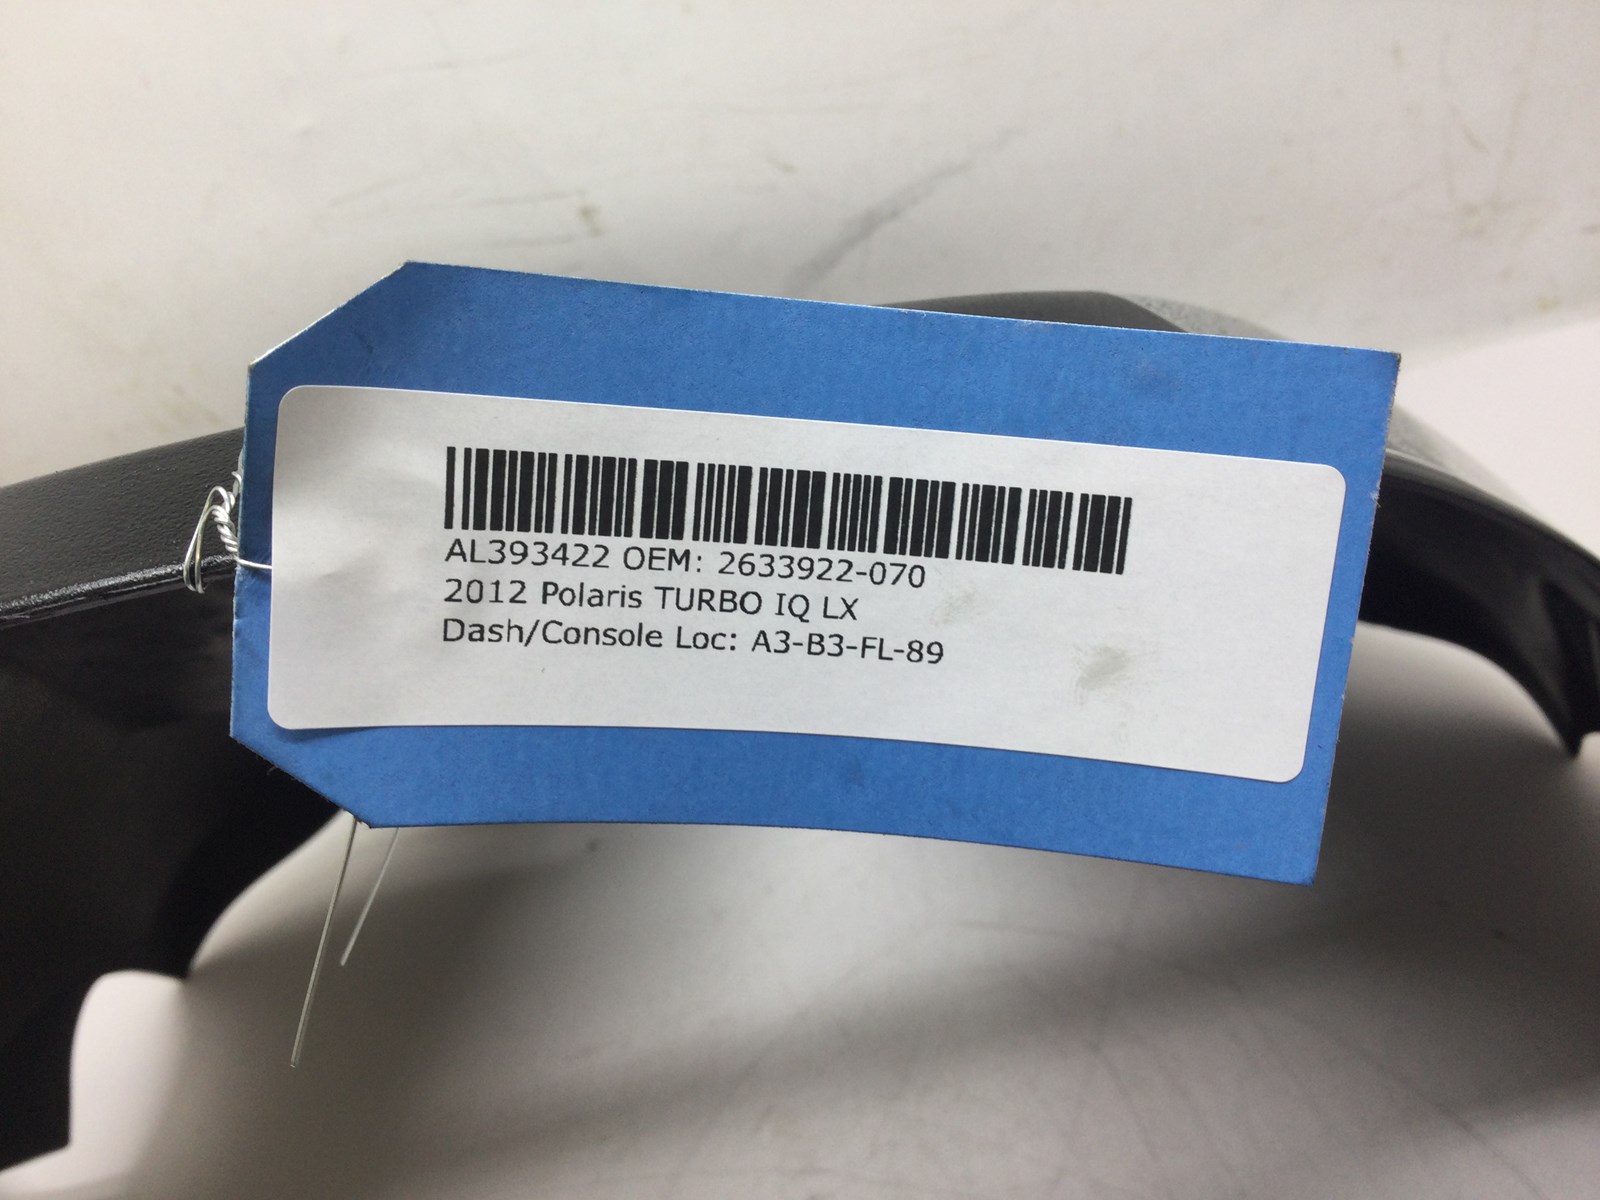 AL393422 OEM: 2633922-070
2012 Polaris TURBO IQ LX
Dash/Console Loc: A3-B3-FL-89